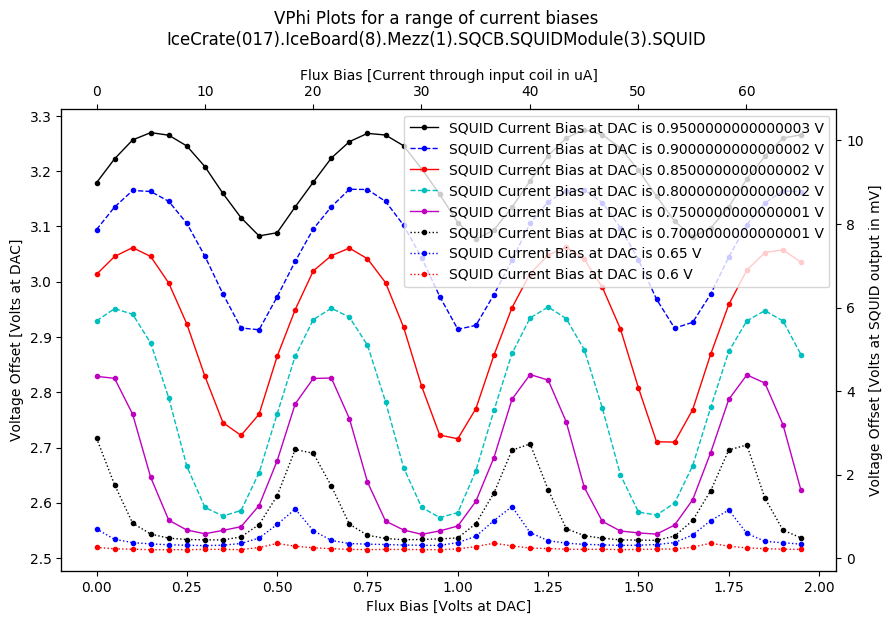 VPhi Plots for a range of current biases
IceCrate(017).IceBoard(8).Mezz(1).SQCB.SQUIDModule(3).SQUID
Flux Bias [Current through input coil in uA]
0 10 20 30 40 50 60
SQUID Current Bias at DAC is 0.9500000000000003 V
SQUID Current Bias at DAC is 0.9000000000000002 V
SQUID Current Bias at DAC is 0.8500000000000002 V
SQUID Current Bias at DAC is 0.8000000000000002 V
SQUID Current Bias at DAC is 0.7500000000000001 V
SQUID Current Bias at DAC is 0.7000000000000001 V
SQUID Current Bias at DAC is 0.65 V
SQUID Current Bias at DAC is 0.6 V
Voltage Offset [Volts at DAC]
3.3
3.2
3.1
3.0
2.9
2.8
2.7
2.6
2.5
Voltage Offset [Volts at SQUID output in mV]
10
8
6
4
2
0
0.00 0.25 0.50 0.75 1.00 1.25 1.50 1.75 2.00
Flux Bias [Volts at DAC]